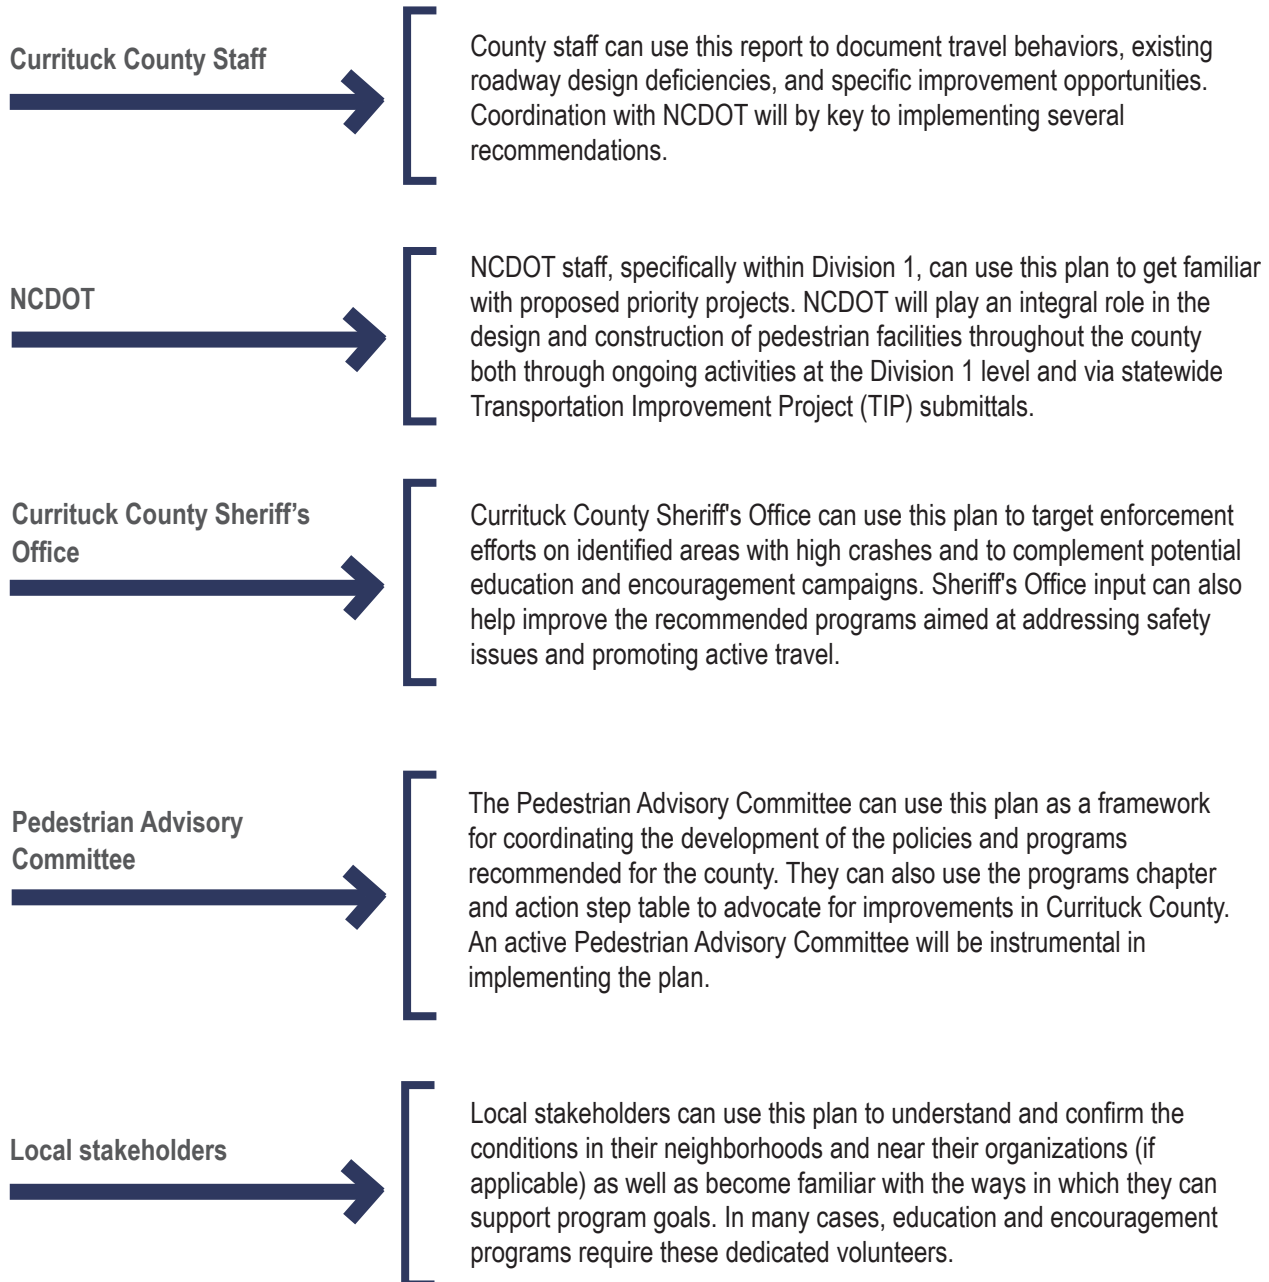 Currituck County Staff
County staff can use this report to document travel behaviors, existing
roadway design deficiencies, and specific improvement opportunities.
Coordination with NCDOT will by key to implementing several
recommendations.
NCDOT
NCDOT staff, specifically within Division 1, can use this plan to get familiar
with proposed priority projects. NCDOT will play an integral role in the
design and construction of pedestrian facilities throughout the county
both through ongoing activities at the Division 1 level and via statewide
Transportation Improvement Project (TIP) submittals.
Currituck County Sheriff’s
Office
Currituck County Sheriff's Office can use this plan to target enforcement
efforts on identified areas with high crashes and to complement potential
education and encouragement campaigns. Sheriff's Office input can also
help improve the recommended programs aimed at addressing safety
issues and promoting active travel.
Pedestrian Advisory
Committee
The Pedestrian Advisory Committee can use this plan as a framework
for coordinating the development of the policies and programs
recommended for the county. They can also use the programs chapter
and action step table to advocate for improvements in Currituck County.
An active Pedestrian Advisory Committee will be instrumental in
implementing the plan.
Local stakeholders
Local stakeholders can use this plan to understand and confirm the
conditions in their neighborhoods and near their organizations (if
applicable) as well as become familiar with the ways in which they can
support program goals. In many cases, education and encouragement
programs require these dedicated volunteers.